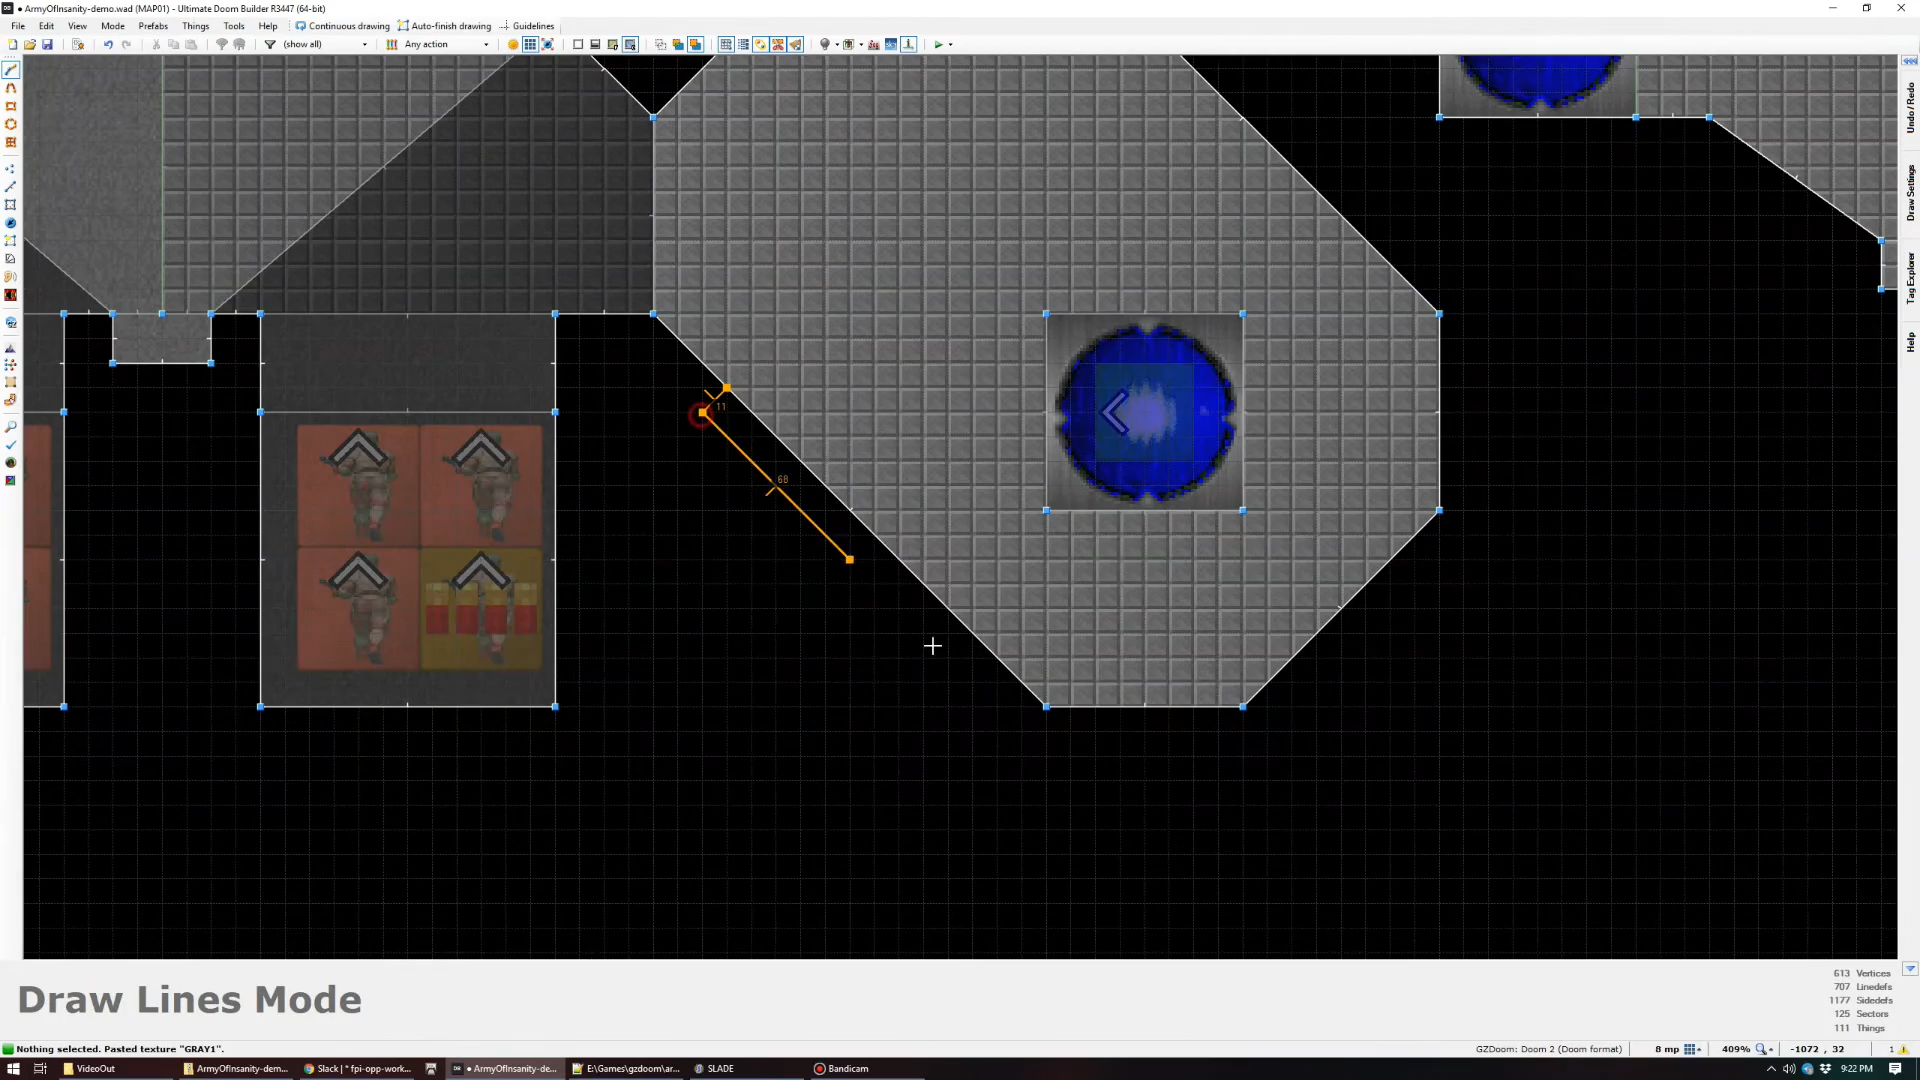 • ArmyOfInsanity-demo.wad (MAP01) - Ultimate Doom Builder R3447 (64-bit)
File Edit View Mode Prefabs Things Tools Help Continuous drawing Auto-finish drawing Guidelines
(show all) Any action
Undo / Redo
Draw Settings
Tag Explorer
Help
11
68
Draw Lines Mode
613 Vertices
707 Linedefs
1177 Sidedefs
125 Sectors
111 Things
Nothing selected. Pasted texture "GRAY1".
GZDoom: Doom 2 (Doom format) 8 mp 409% -1072 , 32 1
VideoOut ArmyOfInsanity-dem... Slack | * fpi-opp-work... • ArmyOfInsanity-de... E:\Games\gzdoom\ar... SLADE Bandicam 9:22 PM